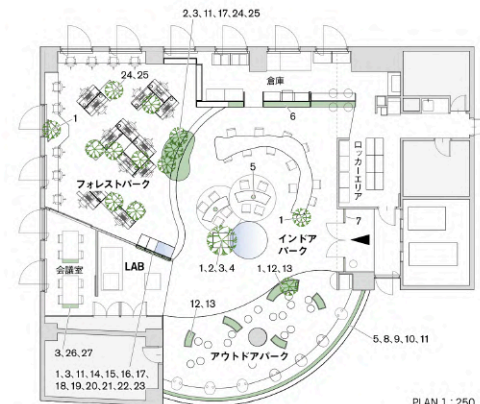 2, 3, 11, 17, 24, 25
倉庫
24, 25
1
6
ロッカーエリア
フォレストパーク
5
1
インドア
パーク
7
会議室
LAB
1, 2, 3, 4
1, 12, 13
12, 13
アウトドアパーク
5, 8, 9, 10, 11
3, 26, 27
1, 3, 11, 14, 15, 16, 17,
18, 19, 20, 21, 22, 23
PLAN 1 : 250